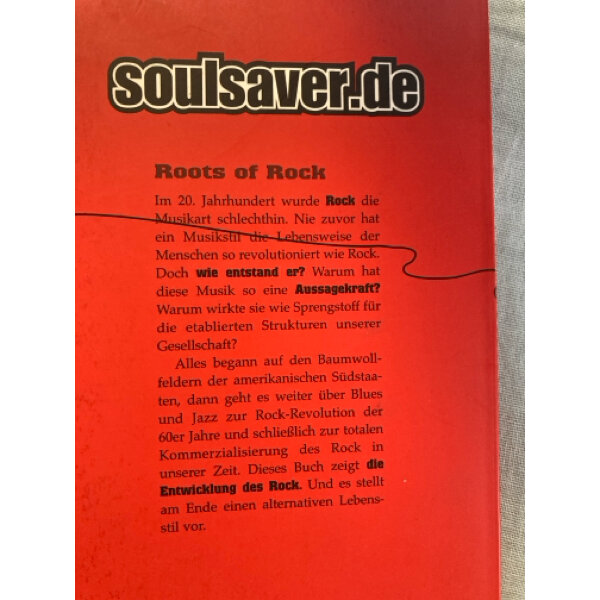 soulsaver.de
Roots of Rock
Im 20. Jahrhundert wurde Rock die
Musikart schlechthin. Nie zuvor hat
ein Musikstil die Lebensweise der
Menschen so revolutioniert wie Rock.
Doch wie entstand er? Warum hat
diese Musik so eine Aussagekraft?
Warum wirkte sie wie Sprengstoff für
die etablierten Strukturen unserer
Gesellschaft?
Alles begann auf den Baumwoll-
feldern der amerikanischen Südstaa-
ten, dann geht es weiter über Blues
und Jazz zur Rock-Revolution der
60er Jahre und schließlich zur totalen
Kommerzialisierung des Rock in
unserer Zeit. Dieses Buch zeigt die
Entwicklung des Rock. Und es stellt
am Ende einen alternativen Lebens-
stil vor.